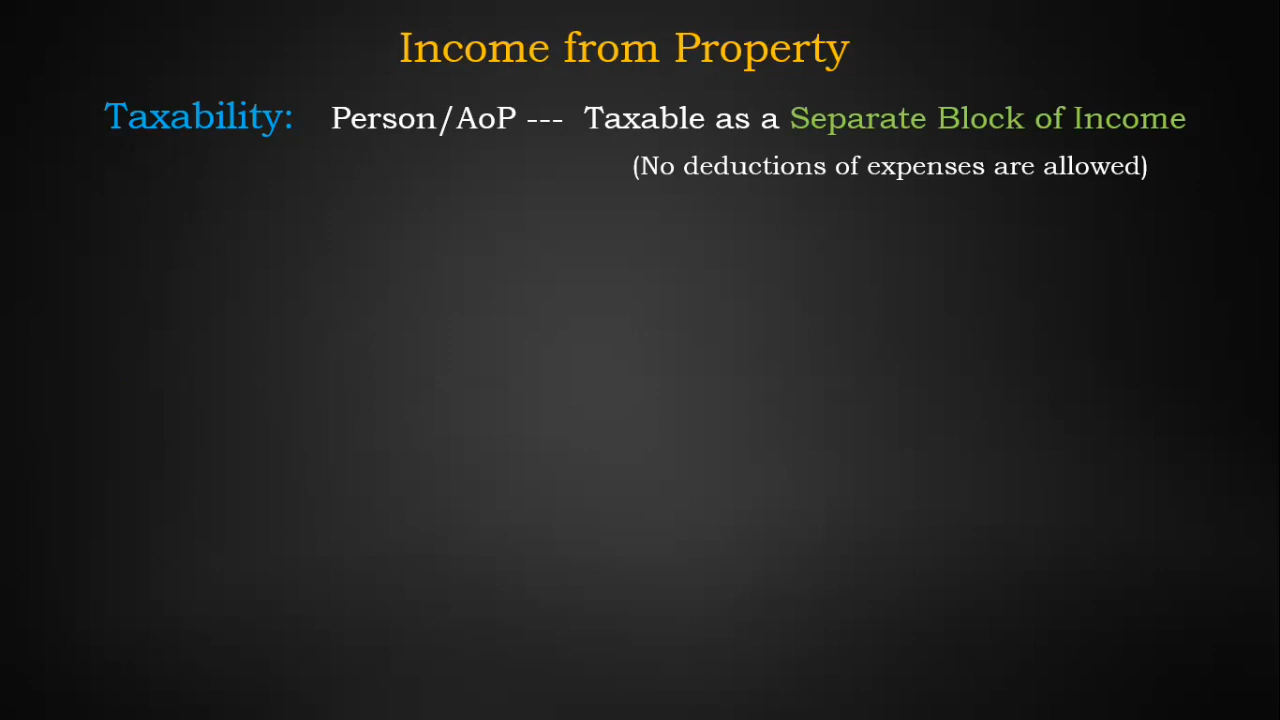 Income from Property
Taxability: Person/AoP --- Taxable as a Separate Block of Income
(No deductions of expenses are allowed)